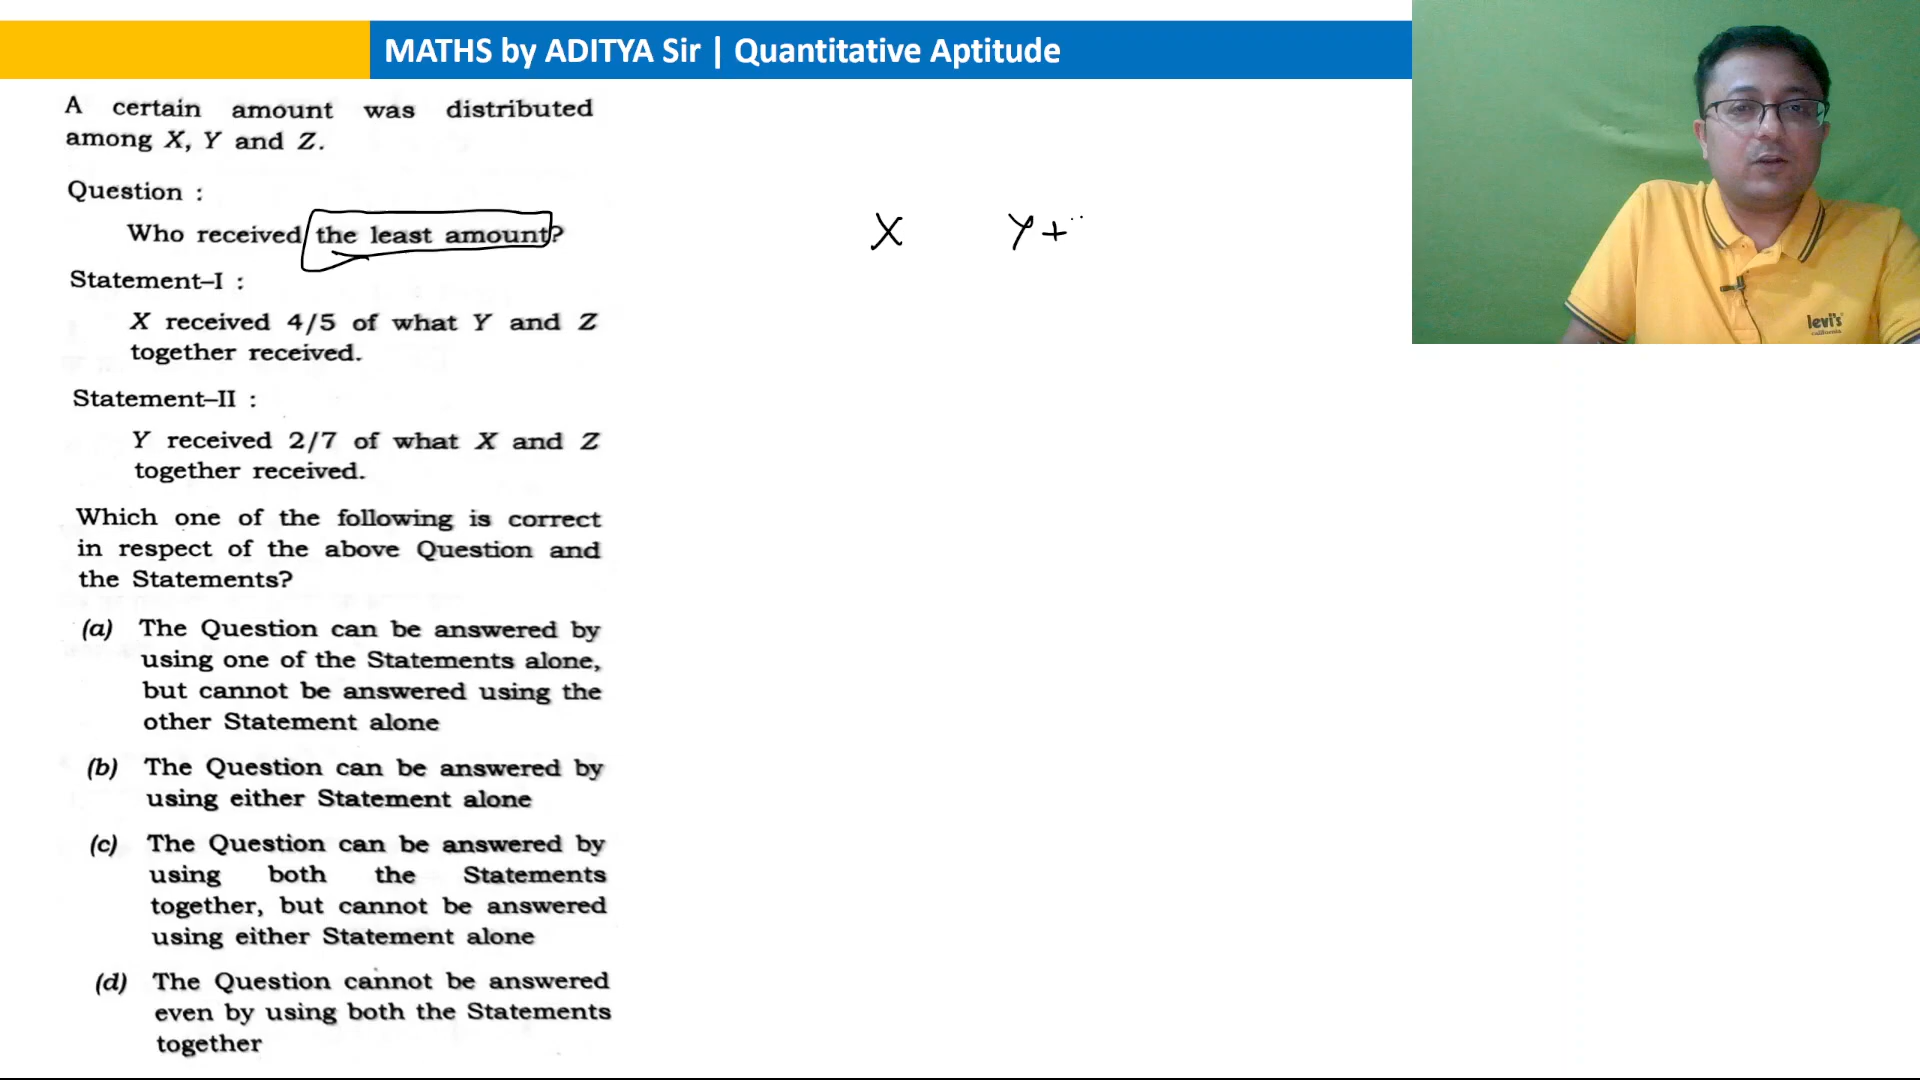 MATHS by ADITYA Sir | Quantitative Aptitude
A certain amount was distributed
among X, Y and Z.
Question :
Who received the least amount?
X Y+
Statement–I :
X received 4/5 of what Y and Z
together received.
Statement–II :
Y received 2/7 of what X and Z
together received.
Which one of the following is correct
in respect of the above Question and
the Statements?
(a) The Question can be answered by
using one of the Statements alone,
but cannot be answered using the
other Statement alone
(b) The Question can be answered by
using either Statement alone
(c) The Question can be answered by
using both the Statements
together, but cannot be answered
using either Statement alone
(d) The Question cannot be answered
even by using both the Statements
together
levi's
california